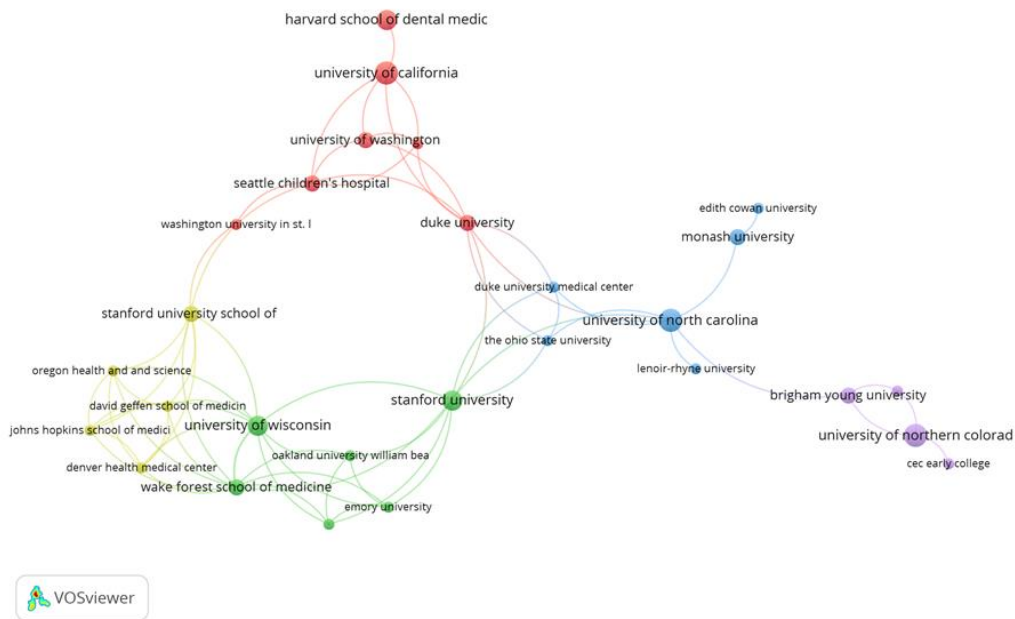 harvard school of dental medic
university of california
university of washington
seattle children's hospital
washington university in st. l
duke university
edith cowan university
monash university
duke university medical center
stanford university school of
university of north carolina
the ohio state university
lenoir-rhyne university
oregon health and and science
brigham young university
stanford university
david geffen school of medicin
university of wisconsin
johns hopkins school of medici
university of northern colorad
oakland university william bea
cec early college
denver health medical center
wake forest school of medicine
emory university
VOSviewer